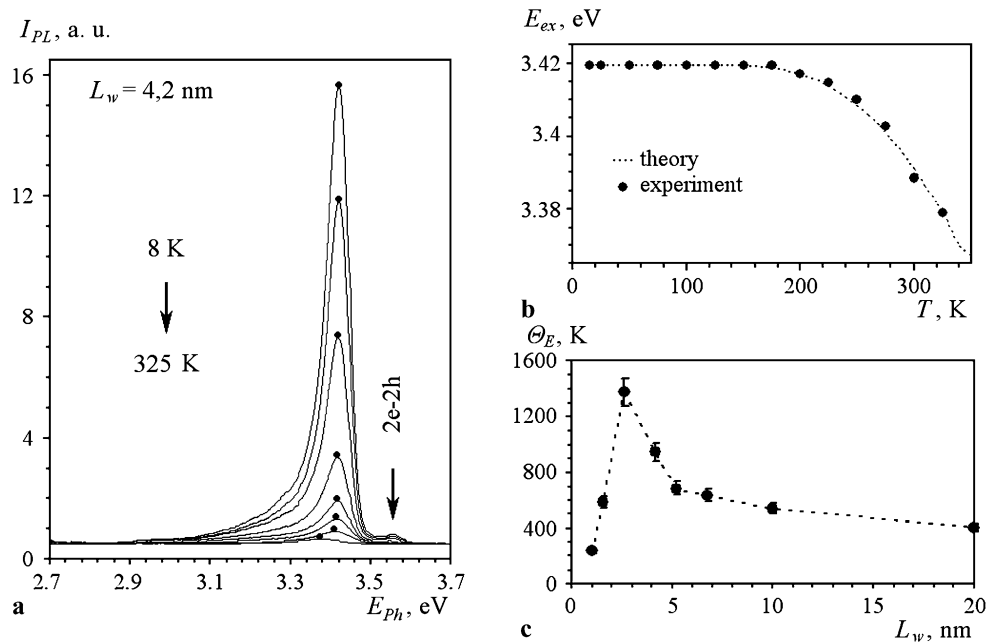 I_PL, a. u.
16
12
8
4
0
L_w = 4,2 nm
8 K
325 K
2e-2h
2.7 2.9 3.1 3.3 3.5 3.7
a
E_Ph, eV
E_ex, eV
3.42
3.4
3.38
theory
experiment
0 100 200 300
b
T, K
Θ_E, K
1600
1200
800
400
0
0 5 10 15 20
c
L_w, nm